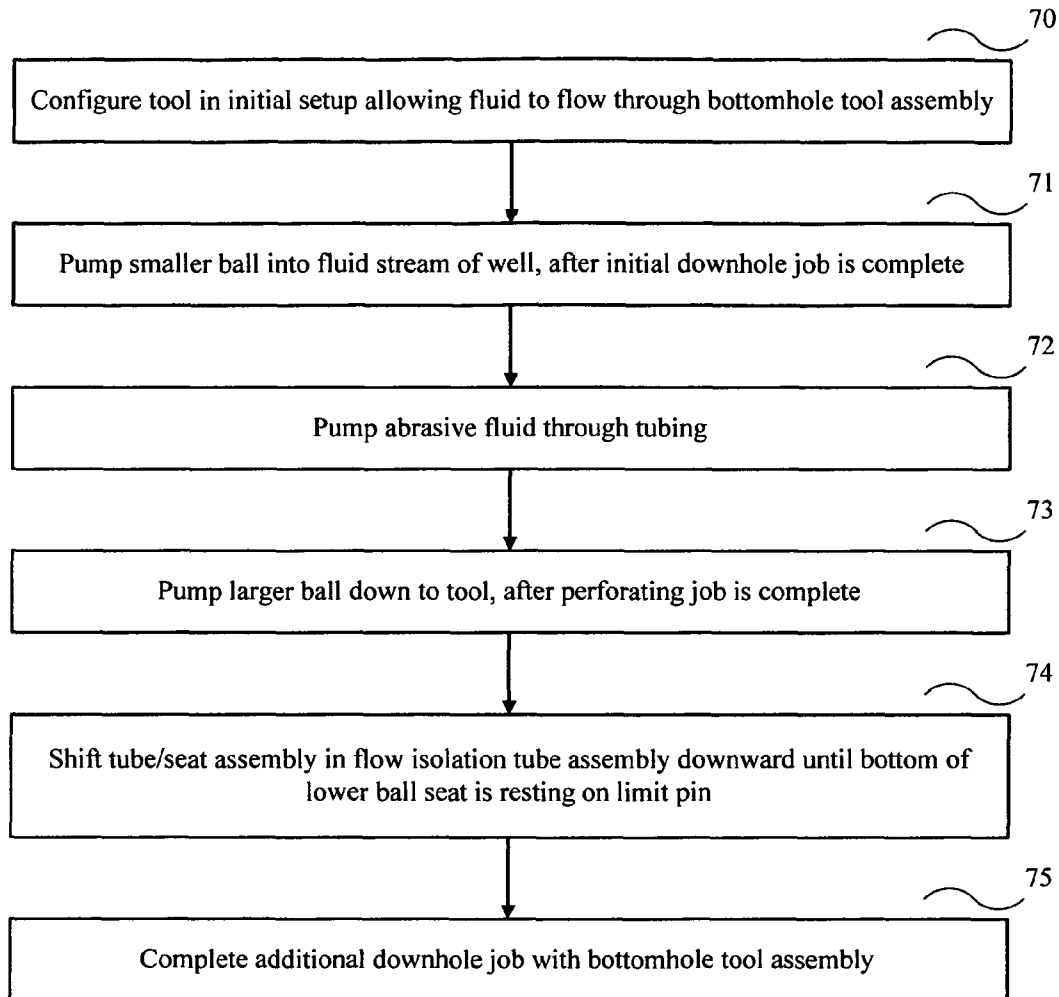 70
Configure tool in initial setup allowing fluid to flow through bottomhole tool assembly
71
Pump smaller ball into fluid stream of well, after initial downhole job is complete
72
Pump abrasive fluid through tubing
73
Pump larger ball down to tool, after perforating job is complete
74
Shift tube/seat assembly in flow isolation tube assembly downward until bottom of
lower ball seat is resting on limit pin
75
Complete additional downhole job with bottomhole tool assembly